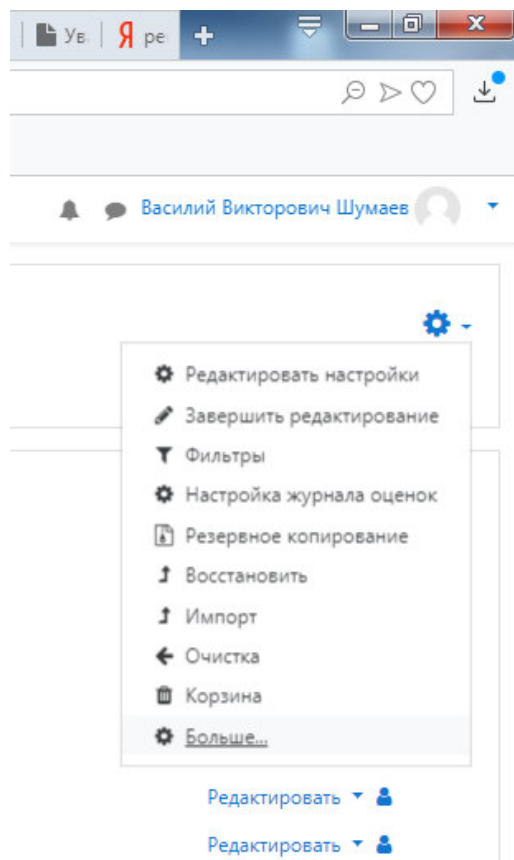 Ув. Я ре
Василий Викторович Шумаев
Редактировать настройки
Завершить редактирование
Фильтры
Настройка журнала оценок
Резервное копирование
Восстановить
Импорт
Очистка
Корзина
Больше...
Редактировать
Редактировать